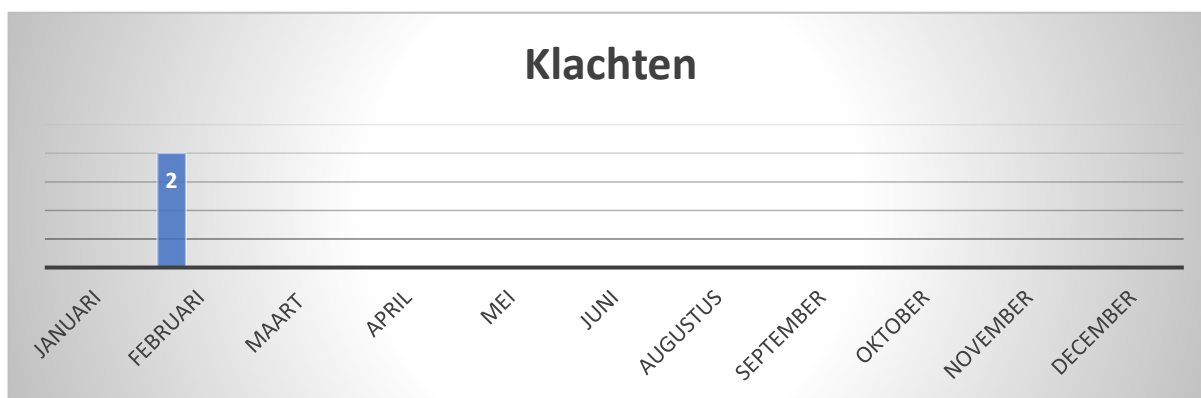 Klachten
2
JANUARI
FEBRUARI
MAART
APRIL
MEI
JUNI
AUGUSTUS
SEPTEMBER
OKTOBER
NOVEMBER
DECEMBER